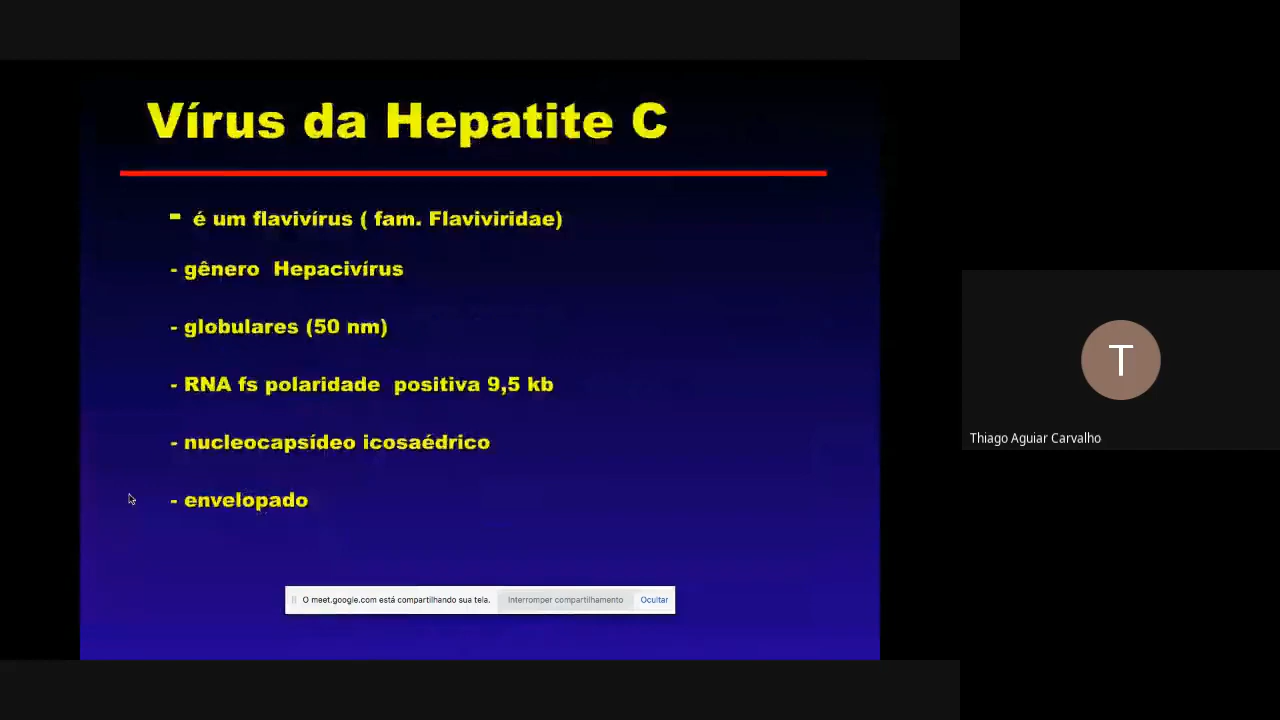 Vírus da Hepatite C
- é um flavivírus ( fam. Flaviviridae)
- gênero  Hepacivírus
- globulares (50 nm)
- RNA fs polaridade  positiva 9,5 kb
- nucleocapsídeo icosaédrico
- envelopado
O meet.google.com está compartilhando sua tela. Interromper compartilhamento Ocultar
T
Thiago Aguiar Carvalho